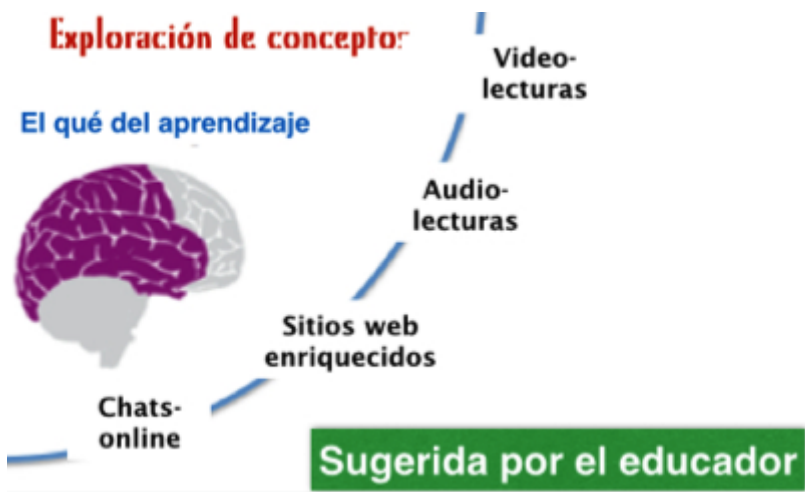 Exploración de conceptos
El qué del aprendizaje
Video-
lecturas
Audio-
lecturas
Sitios web
enriquecidos
Chats-
online
Sugerida por el educador